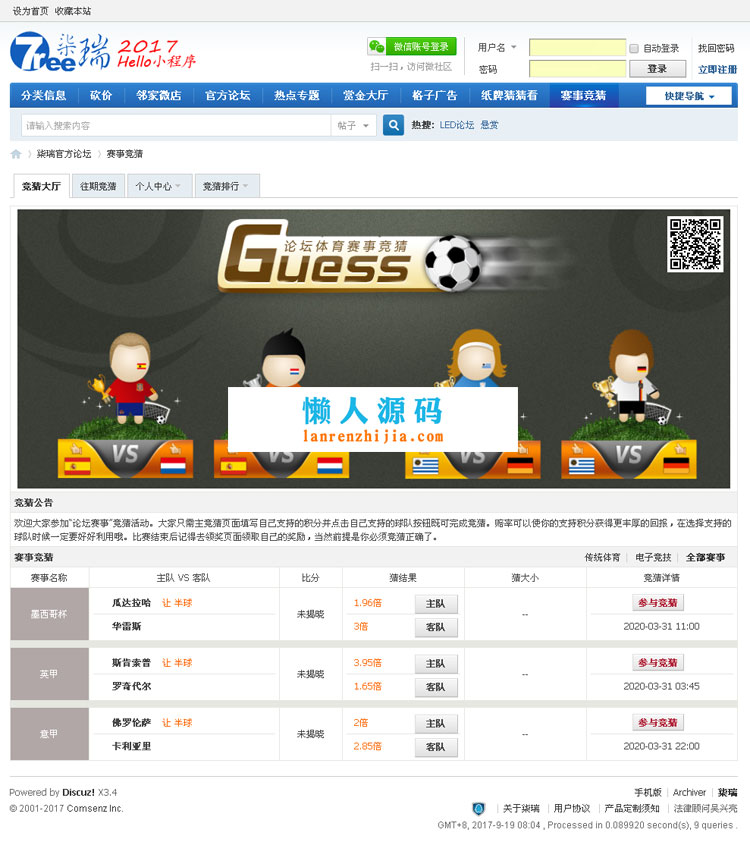 设为首页 收藏本站
7ree 柒瑞 2017
Hello小程序
微信账号登录
扫一扫，访问微社区
用户名 自动登录 找回密码
密码 登录 立即注册
分类信息 砍价 邻家微店 官方论坛 热点专题 赏金大厅 格子广告 纸牌猜猜看 赛事竞猜 快捷导航
请输入搜索内容 帖子 热搜: LED论坛 悬赏
柒瑞官方论坛 赛事竞猜
竞猜大厅 往期竞猜 个人中心 竞猜排行
论坛体育赛事竞猜
Guess
懒人源码
lanrenzhijia.com
VS VS VS VS
竞猜公告
欢迎大家参加"论坛赛事"竞猜活动。大家只需主竞猜页面填写自己支持的积分并点击自己支持的球队按钮既可完成竞猜。赔率可以使你的支持积分获得更丰厚的回报，在选择支持的
球队时候一定要好好利用哦。比赛结束后记得去领奖页面领取自己的奖励，当然前提是你必须竞猜正确了。
赛事竞猜 传统体育 电子竞技 全部赛事
赛事名称 主队 VS 客队 比分 猜结果 猜大小 竞猜详情
墨西哥杯 瓜达拉哈 让 半球 未揭晓 1.96倍 主队 -- 参与竞猜
华雷斯 3倍 客队 2020-03-31 11:00
英甲 斯肯索普 让 半球 未揭晓 3.95倍 主队 -- 参与竞猜
罗奇代尔 1.65倍 客队 2020-03-31 03:45
意甲 佛罗伦萨 让 半球 未揭晓 2倍 主队 -- 参与竞猜
卡利亚里 2.85倍 客队 2020-03-31 22:00
Powered by Discuz! X3.4 手机版 Archiver 柒瑞
© 2001-2017 Comsenz Inc. 关于柒瑞 用户协议 产品定制须知 法律顾问吴兴亮
GMT+8, 2017-9-19 08:04 , Processed in 0.089920 second(s), 9 queries .